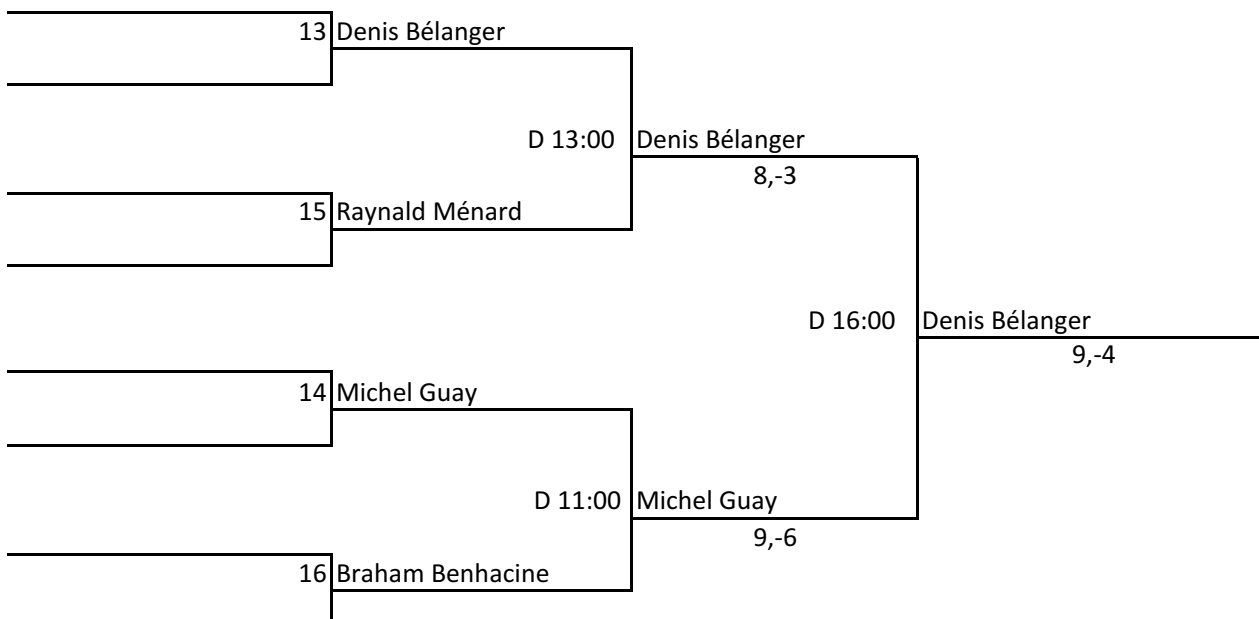 13 Denis Bélanger
D 13:00 Denis Bélanger
8,-3
15 Raynald Ménard
D 16:00 Denis Bélanger
9,-4
14 Michel Guay
D 11:00 Michel Guay
9,-6
16 Braham Benhacine